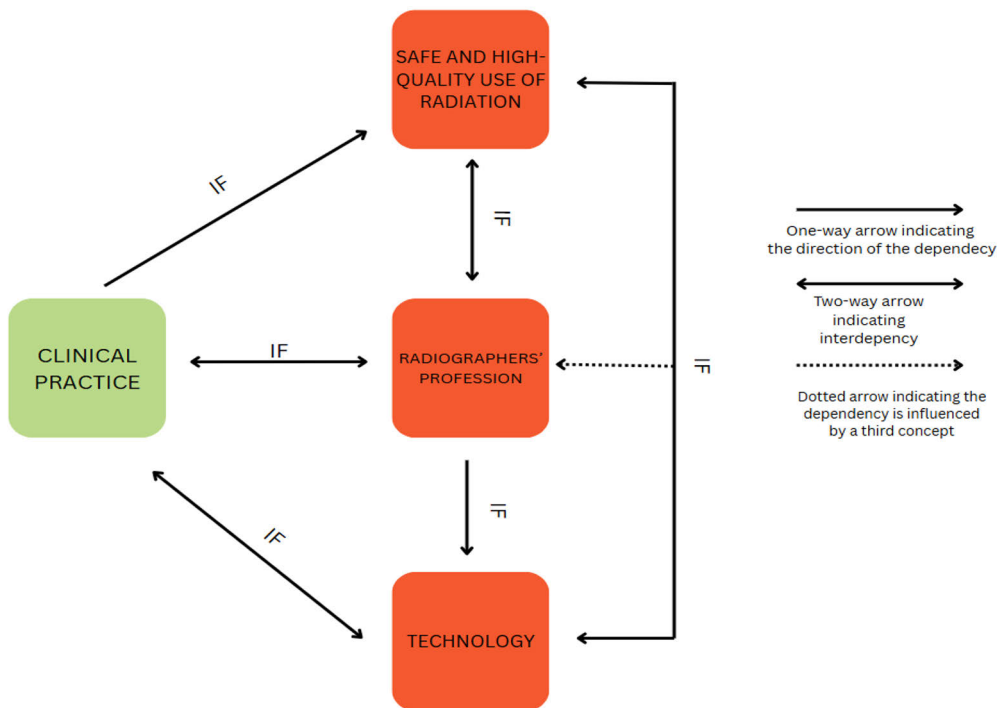 SAFE AND HIGH-
QUALITY USE OF
RADIATION
IF
IF
One-way arrow indicating
the direction of the dependecy
Two-way arrow
indicating
interdepency
CLINICAL
PRACTICE
IF
RADIOGRAPHERS'
PROFESSION
IF
Dotted arrow indicating the
dependency is influenced
by a third concept
IF
IF
TECHNOLOGY